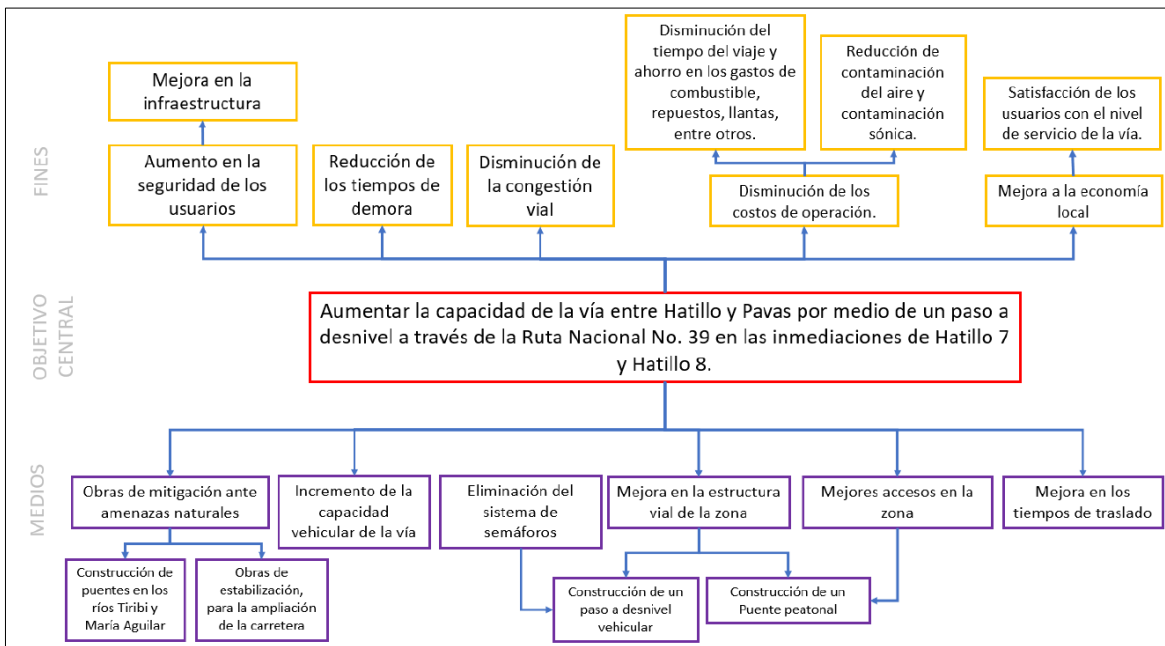 FINES
Mejora en la
infraestructura
Disminución del
tiempo del viaje y
ahorro en los gastos de
combustible,
repuestos, llantas,
entre otros.
Reducción de
contaminación
del aire y
contaminación
sónica.
Satisfacción de los
usuarios con el nivel
de servicio de la vía.
Aumento en la
seguridad de los
usuarios
Reducción de
los tiempos de
demora
Disminución de
la congestión
vial
Disminución de los
costos de operación.
Mejora a la economía
local
OBJETIVO
CENTRAL
Aumentar la capacidad de la vía entre Hatillo y Pavas por medio de un paso a
desnivel a través de la Ruta Nacional No. 39 en las inmediaciones de Hatillo 7
y Hatillo 8.
MEDIOS
Obras de mitigación ante
amenazas naturales
Incremento de la
capacidad
vehicular de la vía
Eliminación del
sistema de
semáforos
Mejora en la estructura
vial de la zona
Mejores accesos en la
zona
Mejora en los
tiempos de traslado
Construcción de
puentes en los
ríos Tiribi y
María Aguilar
Obras de
estabilización,
para la ampliación
de la carretera
Construcción de un
paso a desnivel
vehicular
Construcción de un
Puente peatonal